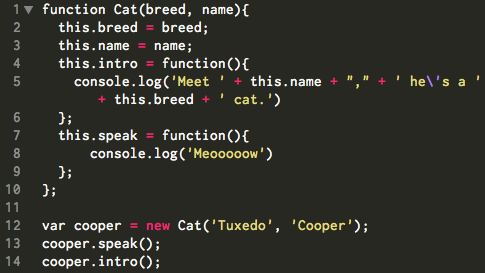 1 function Cat(breed, name){
2 this.breed = breed;
3 this.name = name;
4 this.intro = function(){
5 console.log('Meet ' + this.name + "," + ' he\'s a '
+ this.breed + ' cat.')
6 };
7 this.speak = function(){
8 console.log('Meooooow')
9 };
10 };
11
12 var cooper = new Cat('Tuxedo', 'Cooper');
13 cooper.speak();
14 cooper.intro();